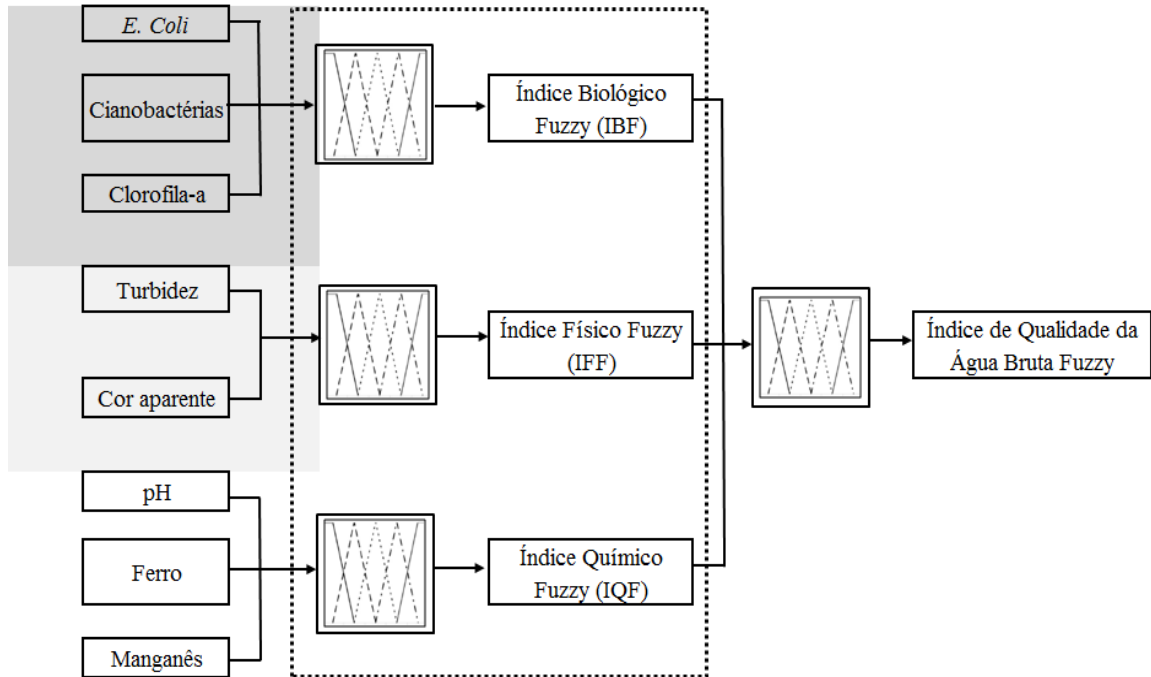 E. Coli
Cianobactérias
Clorofila-a
Índice Biológico
Fuzzy (IBF)
Turbidez
Cor aparente
Índice Físico Fuzzy
(IFF)
Índice de Qualidade da
Água Bruta Fuzzy
pH
Ferro
Manganês
Índice Químico
Fuzzy (IQF)